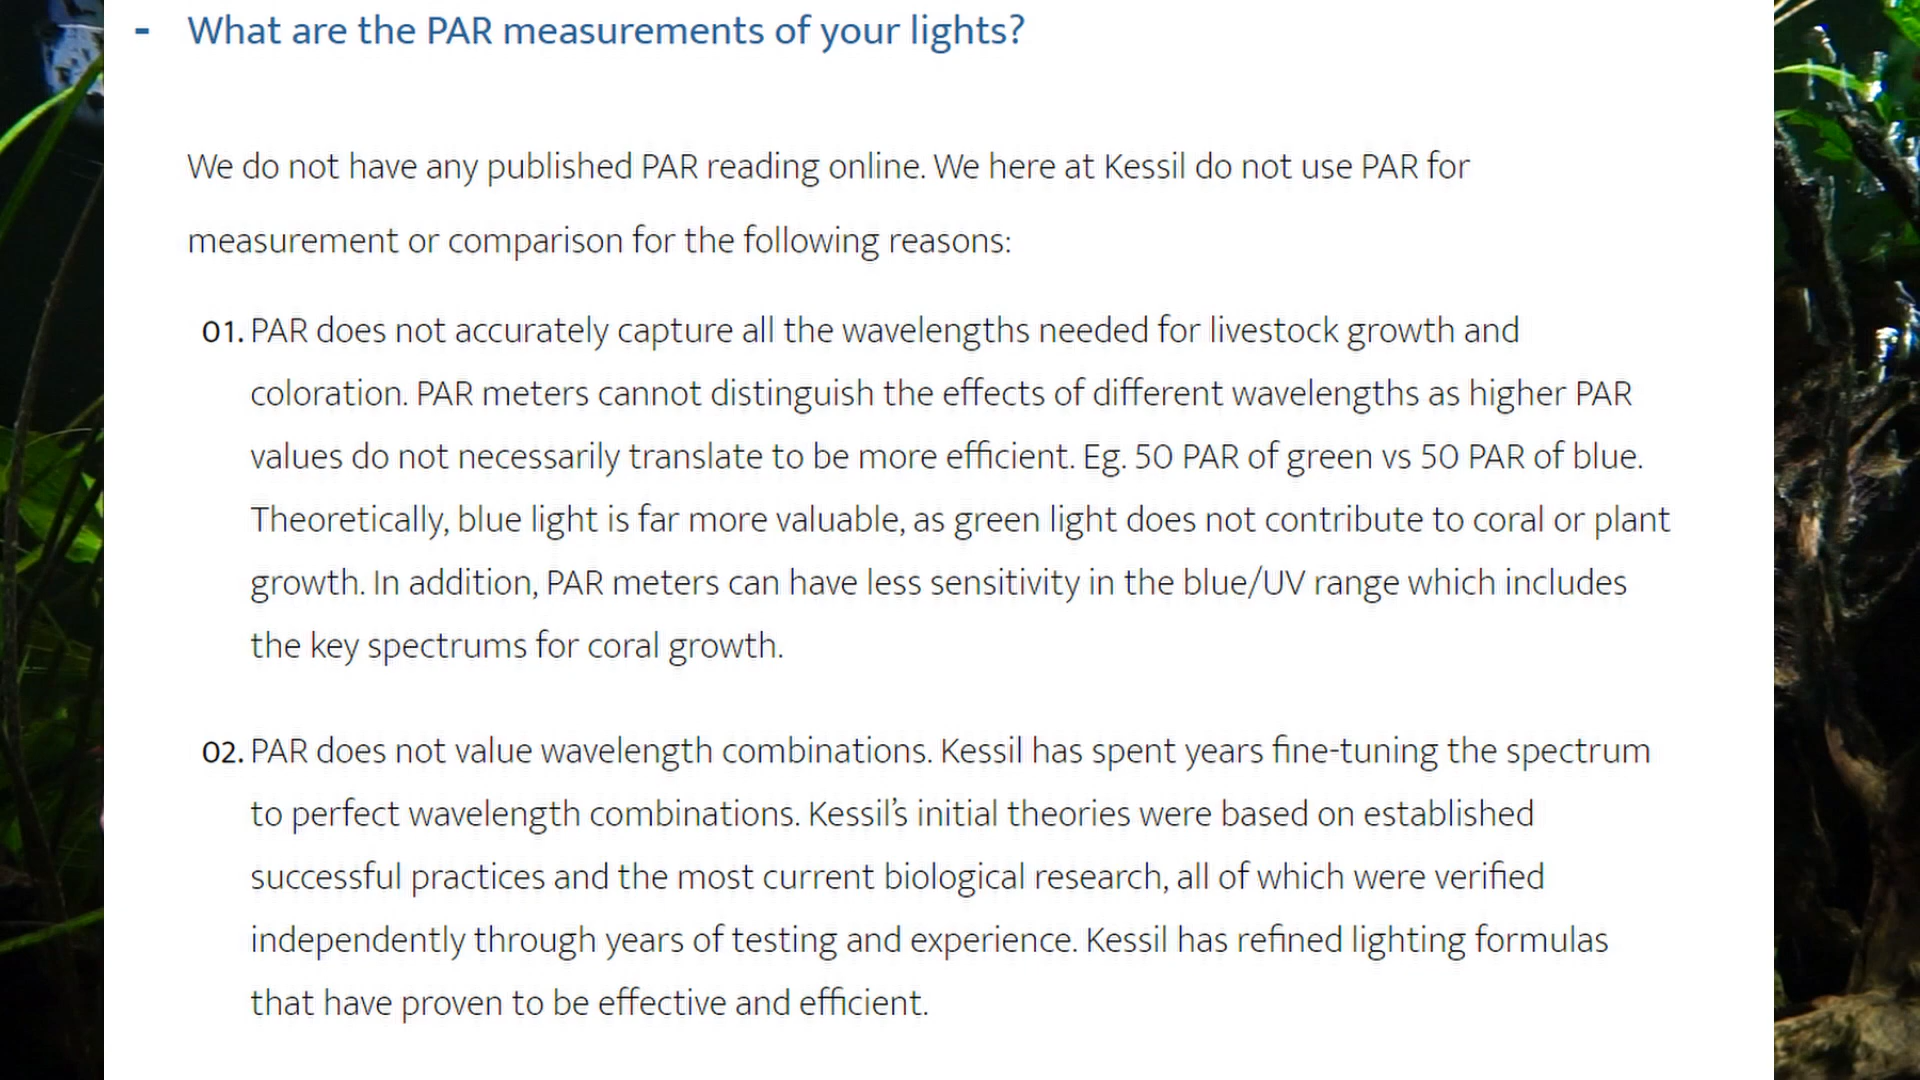 - What are the PAR measurements of your lights?
We do not have any published PAR reading online. We here at Kessil do not use PAR for
measurement or comparison for the following reasons:
01. PAR does not accurately capture all the wavelengths needed for livestock growth and
coloration. PAR meters cannot distinguish the effects of different wavelengths as higher PAR
values do not necessarily translate to be more efficient. Eg. 50 PAR of green vs 50 PAR of blue.
Theoretically, blue light is far more valuable, as green light does not contribute to coral or plant
growth. In addition, PAR meters can have less sensitivity in the blue/UV range which includes
the key spectrums for coral growth.
02. PAR does not value wavelength combinations. Kessil has spent years fine-tuning the spectrum
to perfect wavelength combinations. Kessil’s initial theories were based on established
successful practices and the most current biological research, all of which were verified
independently through years of testing and experience. Kessil has refined lighting formulas
that have proven to be effective and efficient.